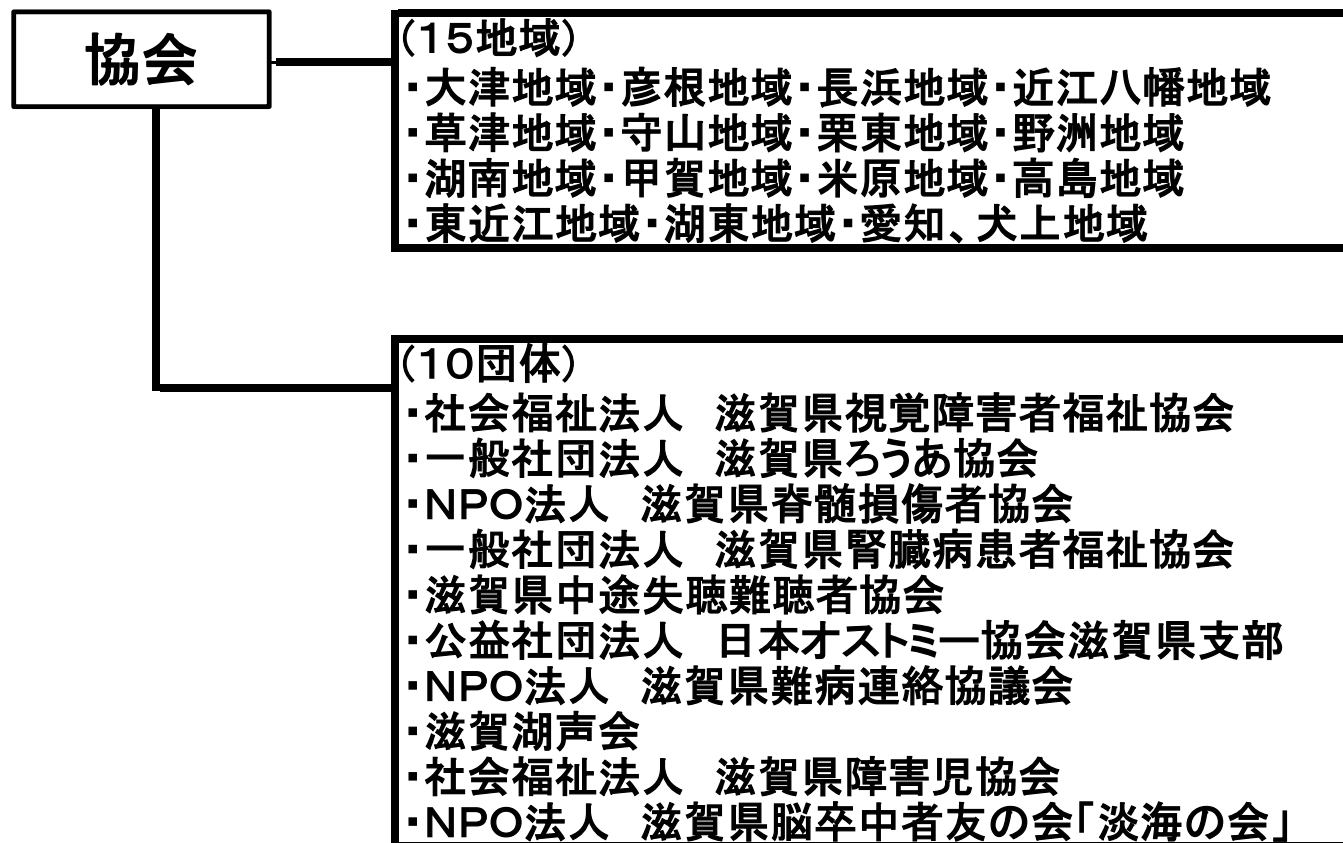 協会
(15地域)
・大津地域・彦根地域・長浜地域・近江八幡地域
・草津地域・守山地域・栗東地域・野洲地域
・湖南地域・甲賀地域・米原地域・高島地域
・東近江地域・湖東地域・愛知、犬上地域
(10団体)
・社会福祉法人　滋賀県視覚障害者福祉協会
・一般社団法人　滋賀県ろうあ協会
・NPO法人　滋賀県脊髄損傷者協会
・一般社団法人　滋賀県腎臓病患者福祉協会
・滋賀県中途失聴難聴者協会
・公益社団法人　日本オストミー協会滋賀県支部
・NPO法人　滋賀県難病連絡協議会
・滋賀湖声会
・社会福祉法人　滋賀県障害児協会
・NPO法人　滋賀県脳卒中者友の会「淡海の会」